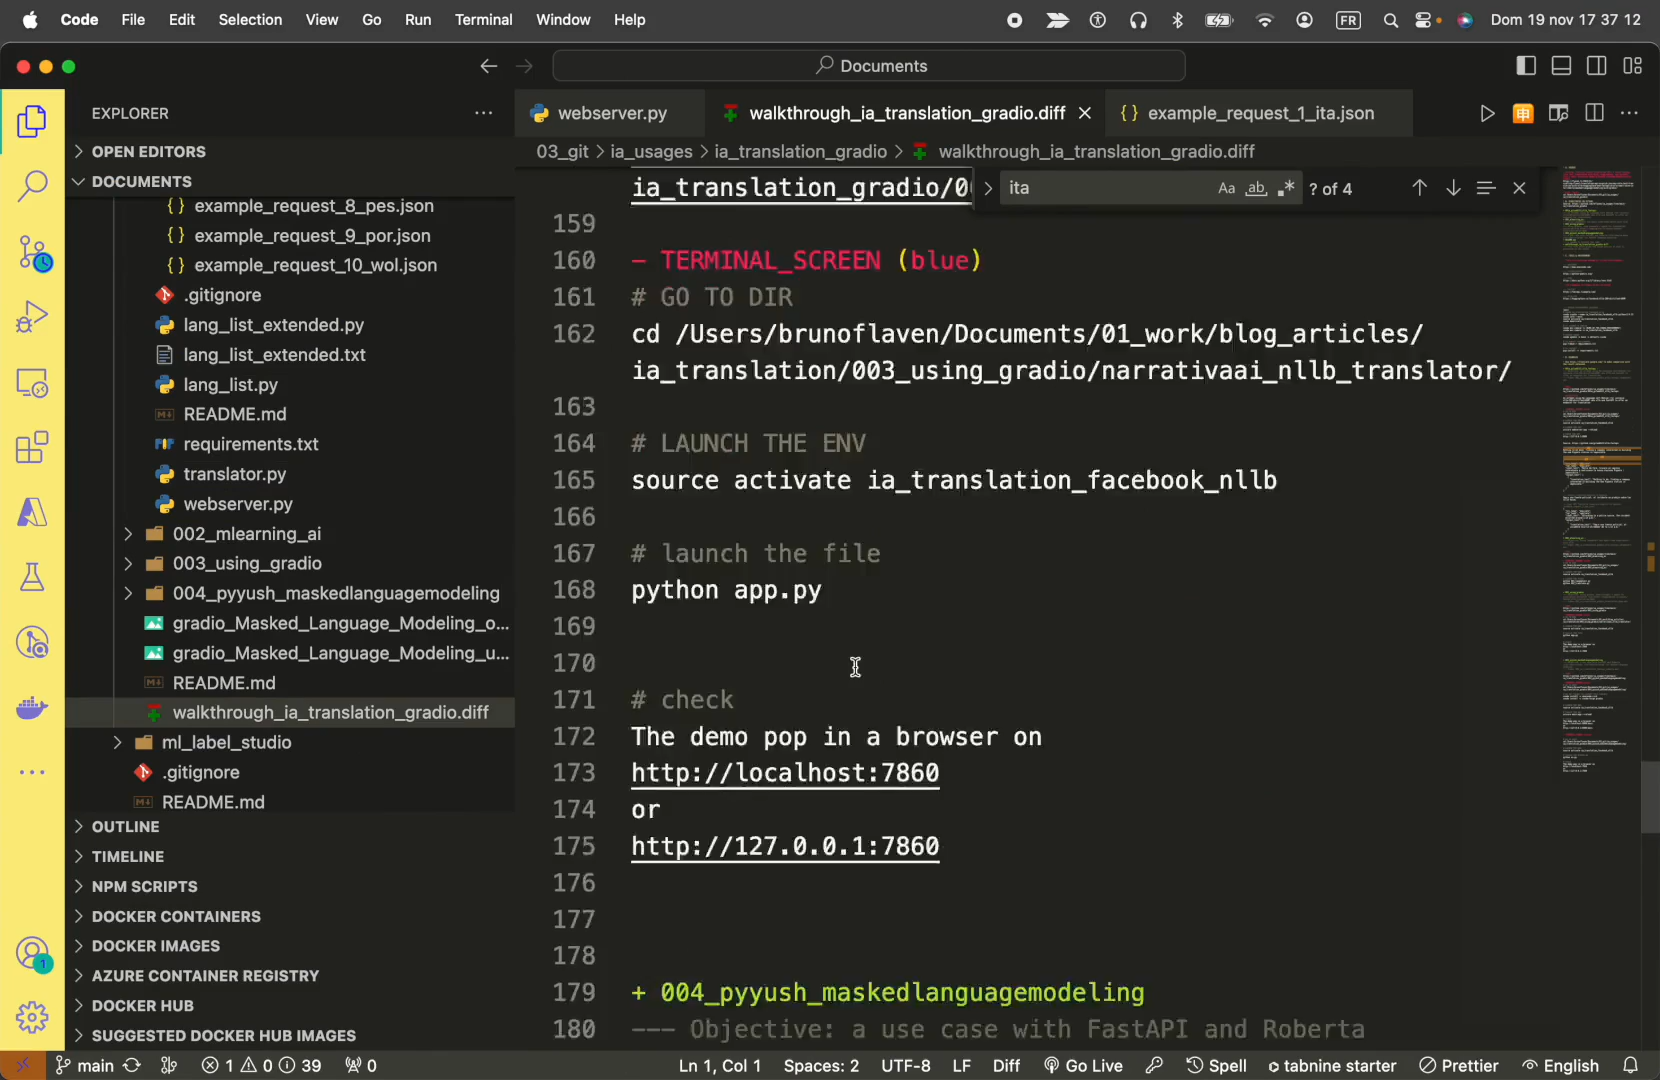 Code File Edit Selection View Go Run Terminal Window Help FR Dom 19 nov 17 37 12
Documents
EXPLORER
webserver.py walkthrough_ia_translation_gradio.diff {} example_request_1_ita.json
03_git > ia_usages > ia_translation_gradio > walkthrough_ia_translation_gradio.diff
OPEN EDITORS
DOCUMENTS
{} example_request_8_pes.json
{} example_request_9_por.json
{} example_request_10_wol.json
.gitignore
lang_list_extended.py
lang_list_extended.txt
lang_list.py
README.md
requirements.txt
translator.py
webserver.py
002_mlearning_ai
003_using_gradio
004_pyyush_maskedlanguagemodeling
gradio_Masked_Language_Modeling_o...
gradio_Masked_Language_Modeling_u...
README.md
walkthrough_ia_translation_gradio.diff
ml_label_studio
.gitignore
README.md
OUTLINE
TIMELINE
NPM SCRIPTS
DOCKER CONTAINERS
DOCKER IMAGES
AZURE CONTAINER REGISTRY
DOCKER HUB
SUGGESTED DOCKER HUB IMAGES
ita Aa ab ? of 4
ia_translation_gradio/0
159
160 - TERMINAL_SCREEN (blue)
161 # GO TO DIR
162 cd /Users/brunoflaven/Documents/01_work/blog_articles/
ia_translation/003_using_gradio/narrativaai_nllb_translator/
163
164 # LAUNCH THE ENV
165 source activate ia_translation_facebook_nllb
166
167 # launch the file
168 python app.py
169
170
171 # check
172 The demo pop in a browser on
173 http://localhost:7860
174 or
175 http://127.0.0.1:7860
176
177
178
179 + 004_pyyush_maskedlanguagemodeling
180 --- Objective: a use case with FastAPI and Roberta
1
main 1 0 39 0 Ln 1, Col 1 Spaces: 2 UTF-8 LF Diff Go Live Spell tabnine starter Prettier English